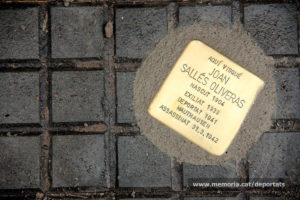 AQUÍ VISQUÉ
JOAN
SALLÉS OLIVERAS
NASCUT 1904
EXILIAT 1939
DEPORTAT 1941
MAUTHAUSEN
ASSASSINAT 31.3.1942
www.memoria.cat/deportats